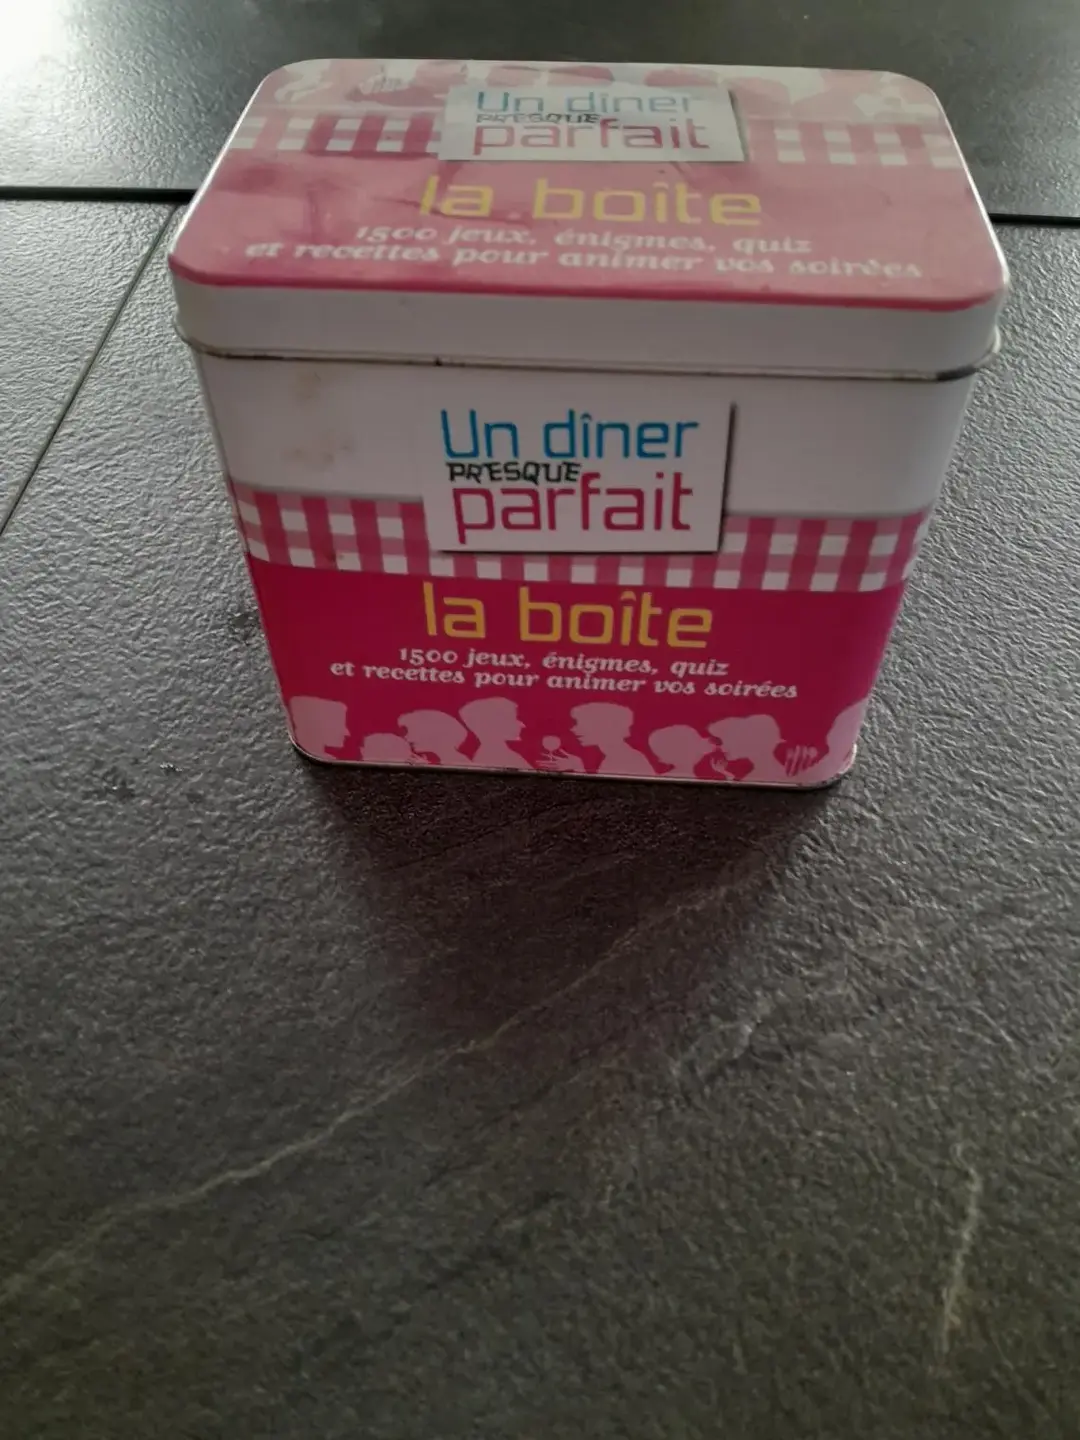 Un dîner
PRESQUE
parfait
la boîte
1500 jeux, énigmes, quiz
et recettes pour animer vos soirées
Un dîner
PRESQUE
parfait
la boîte
1500 jeux, énigmes, quiz
et recettes pour animer vos soirées